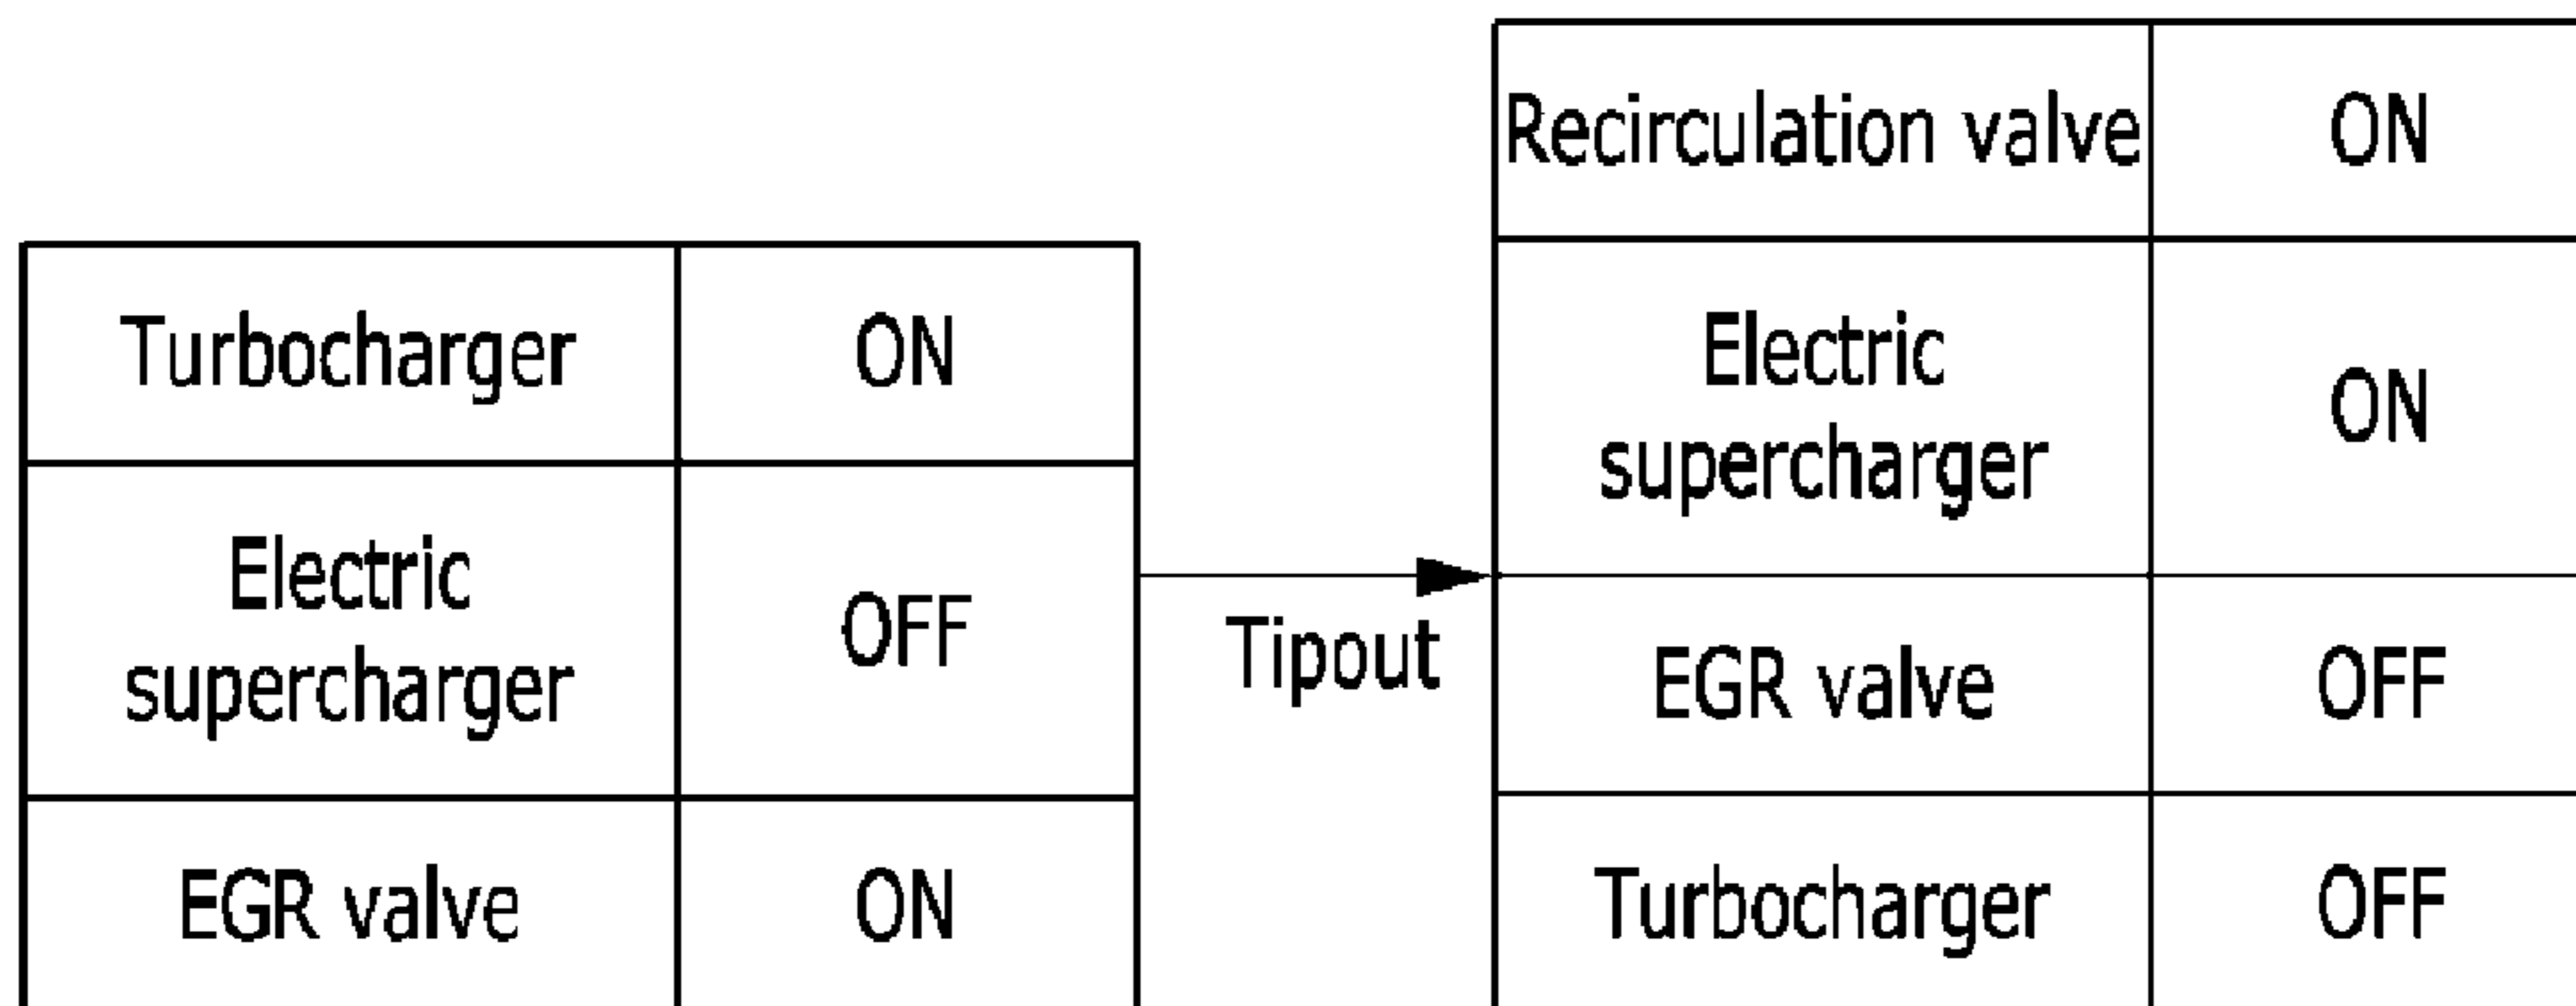 Turbocharger ON
Electric
supercharger OFF
EGR valve ON
Tipout
Recirculation valve ON
Electric
supercharger ON
EGR valve OFF
Turbocharger OFF